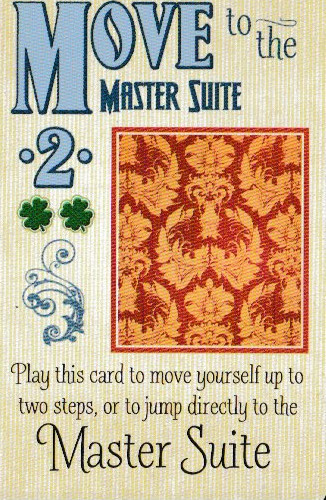 MOVE to the
MASTER SUITE
·2·
Play this card to move yourself up to
two steps, or to jump directly to the
Master Suite